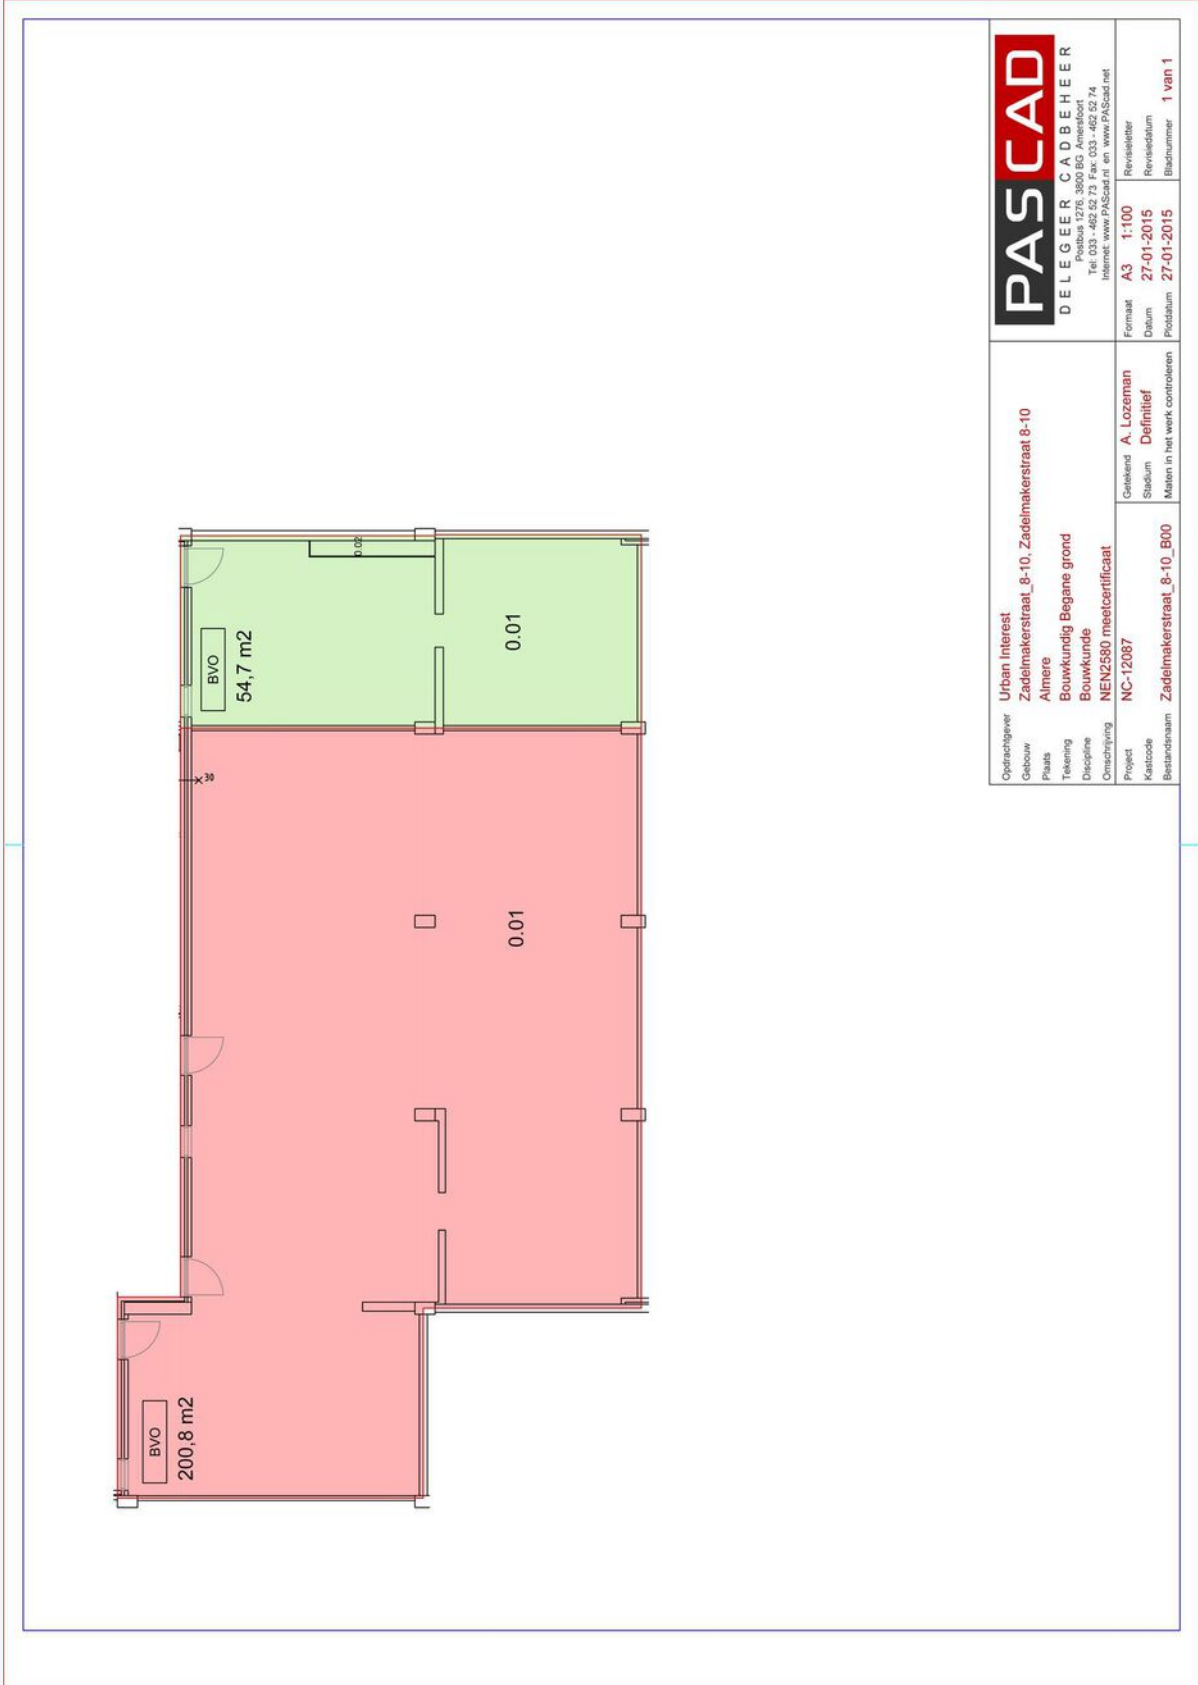 BVO
200,8 m2
30
0.01
BVO
54,7 m2
0.02
0.01
Opdrachtgever Urban Interest
Gebouw Zadelmakerstraat_8-10, Zadelmakerstraat 8-10
Plaats Almere
Tekening Bouwkundig Begane grond
Discipline Bouwkunde
Omschrijving NEN2580 meetcertificaat
PASCAD
DELEGEER CADBEHEER
Postbus 1276, 3800 BG Amersfoort
Tel: 033 - 462 52 73 Fax: 033 - 462 52 74
Internet: www.PAScad.nl en www.PAScad.net
Project NC-12087 Getekend A. Lozeman Formaat A3 1:100 Revisieletter
Kastcode Stadium Definitief Datum 27-01-2015 Revisiedatum
Bestandsnaam Zadelmakerstraat_8-10_B00 Maten in het werk controleren Plotdatum 27-01-2015 Bladnummer 1 van 1